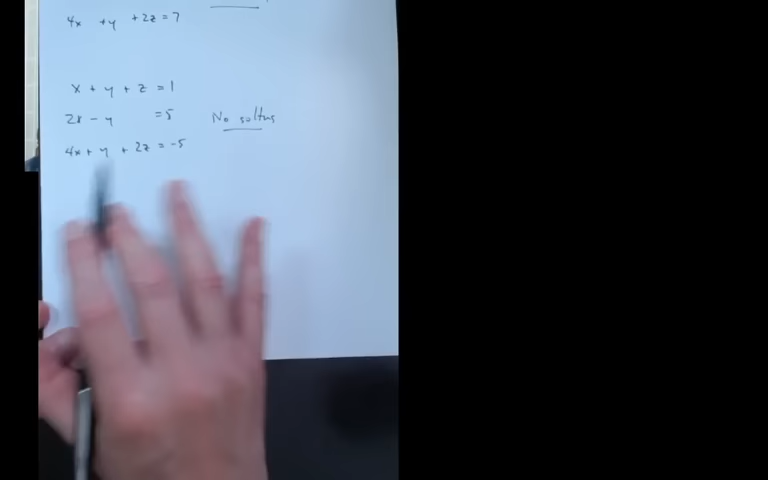 4x + y + 2z = 7
x + y + z = 1
2x - y = 5
No soltns
4x + y + 2z = -5